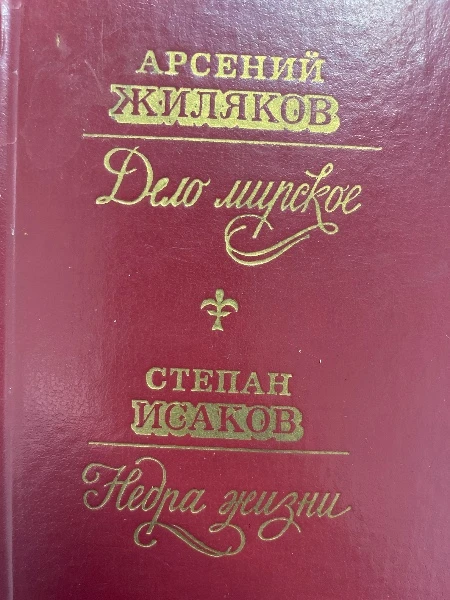 АРСЕНИЙ
ЖИЛЯКОВ
Дело мирское
СТЕПАН
ИСАКОВ
Недра жизни